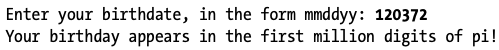 Enter your birthdate, in the form mmddyy: 120372
Your birthday appears in the first million digits of pi!